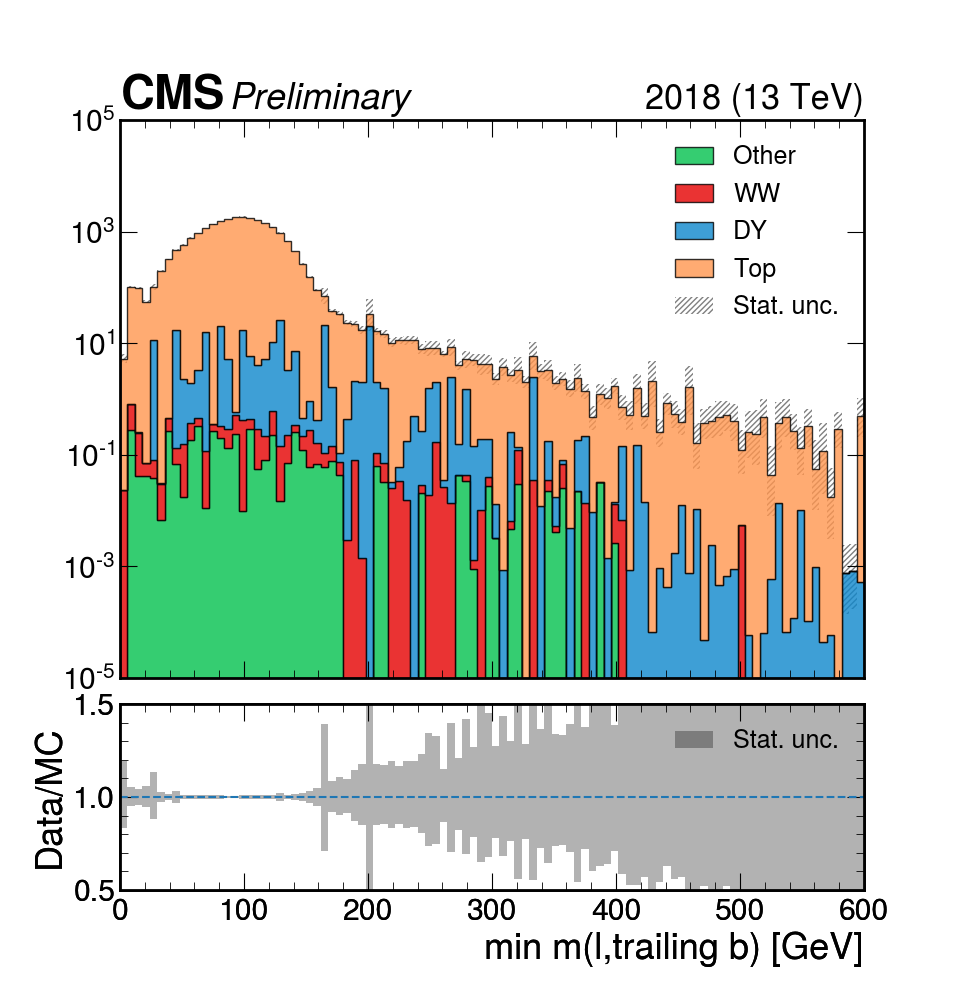 CMS Preliminary 2018 (13 TeV)
10^5
10^3
10^1
10^-1
10^-3
10^-5
Other
WW
DY
Top
Stat. unc.
1.5
1.0
0.5
Data/MC
Stat. unc.
0 100 200 300 400 500 600
min m(l,trailing b) [GeV]